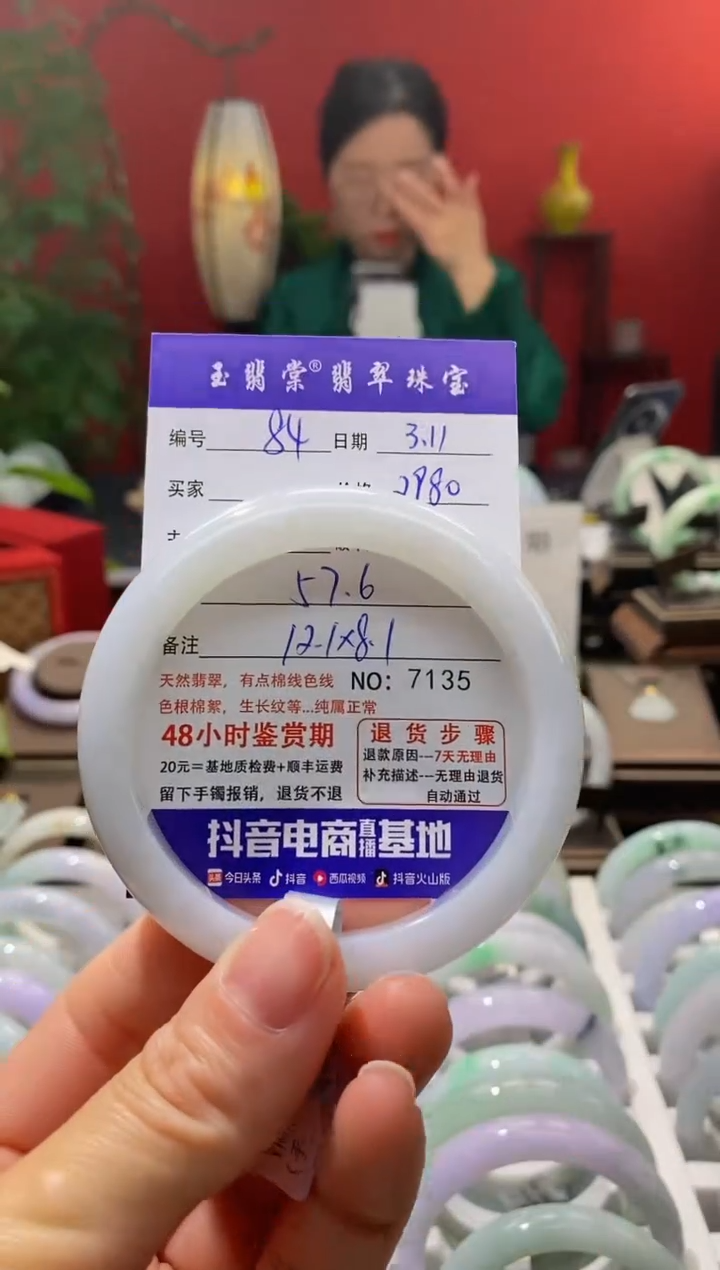 玉翡棠®翡翠珠宝
编号 84 日期 3.11
买家 2980
57.6
备注 12.1×8.1
天然翡翠，有点棉线色线 NO: 7135
色根棉絮，生长纹等...纯属正常
48小时鉴赏期
20元=基地质检费+顺丰运费
留下手镯报销，退货不退
退货步骤
退款原因---7天无理由
补充描述---无理由退货
自动通过
抖音电商直播基地
头条 今日头条 抖音 西瓜视频 抖音火山版